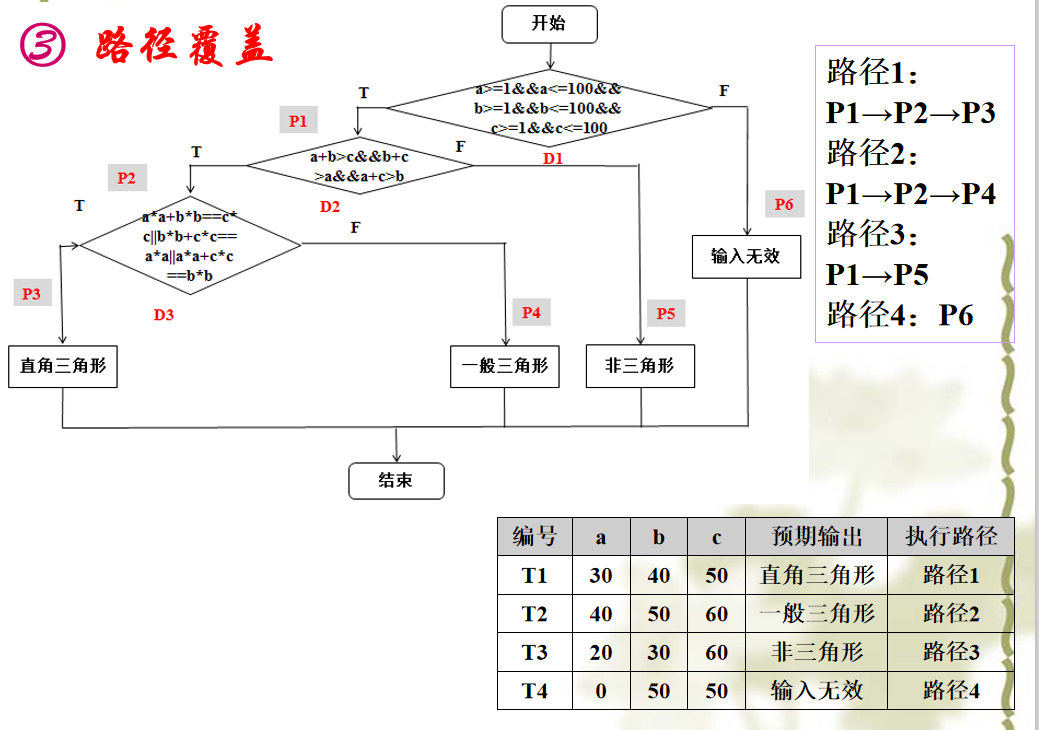 ③ 路径覆盖
开始
T
a>=1&&a<=100&&
b>=1&&b<=100&&
c>=1&&c<=100
F
D1
P1
T
a+b>c&&b+c
>a&&a+c>b
F
D2
P6
P2
T
a*a+b*b==c*
c||b*b+c*c==
a*a||a*a+c*c
==b*b
F
D3
输入无效
P3
P4
P5
直角三角形
一般三角形
非三角形
结束
路径1：
P1→P2→P3
路径2：
P1→P2→P4
路径3：
P1→P5
路径4：P6
编号 a b c 预期输出 执行路径
T1 30 40 50 直角三角形 路径1
T2 40 50 60 一般三角形 路径2
T3 20 30 60 非三角形 路径3
T4 0 50 50 输入无效 路径4